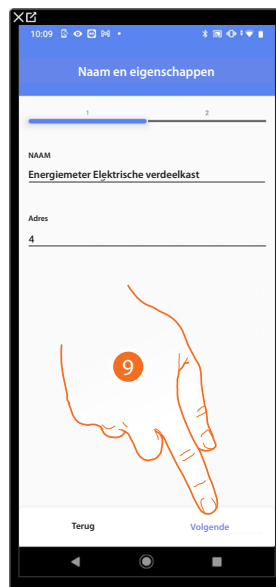 10:09
Naam en eigenschappen
1 2
NAAM
Energiemeter Elektrische verdeelkast
Adres
4
9
Terug Volgende